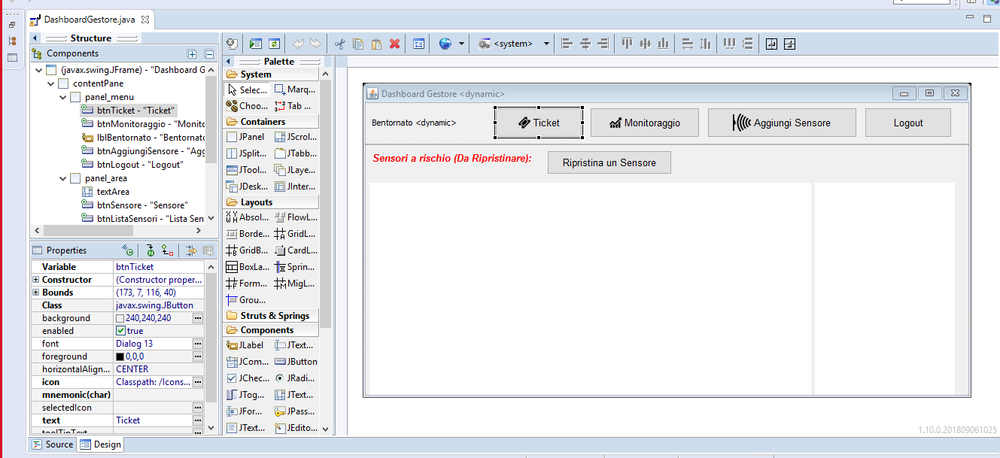 DashboardGestore.java
Structure
Components
(javax.swing.JFrame) - "Dashboard G
contentPane
panel_menu
btnTicket - "Ticket"
btnMonitoraggio - "Monito
lblBentornato - "Bentornato
btnAggiungiSensore - "Agg
btnLogout - "Logout"
panel_area
textArea
btnSensore - "Sensore"
btnListaSensori - "Lista Sen
Properties
Variable btnTicket
Constructor (Constructor proper...
Bounds (173, 7, 116, 40)
Class javax.swing.JButton
background 240,240,240
enabled true
font Dialog 13
foreground 0,0,0
horizontalAlign... CENTER
icon Classpath: /Icons...
mnemonic(char)
selectedIcon
text Ticket
toolTipText
Source Design
<system>
Palette
System
Selec... Marq...
Choo... Tab ...
Containers
JPanel JScrol...
JSplit... JTabb...
JTool... JLaye...
JDesk... JInter...
Layouts
Absol... FlowL...
Borde... GridL...
GridB... CardL...
BoxLa... Sprin...
Form... MigL...
Grou...
Struts & Springs
Components
JLabel JText...
JCom... JButton
JChec... JRadi...
JTog... JText...
JFor... JPass...
JText... JEdito...
Dashboard Gestore <dynamic>
Bentornato <dynamic> Ticket Monitoraggio Aggiungi Sensore Logout
Sensori a rischio (Da Ripristinare): Ripristina un Sensore
1.10.0.201809061025